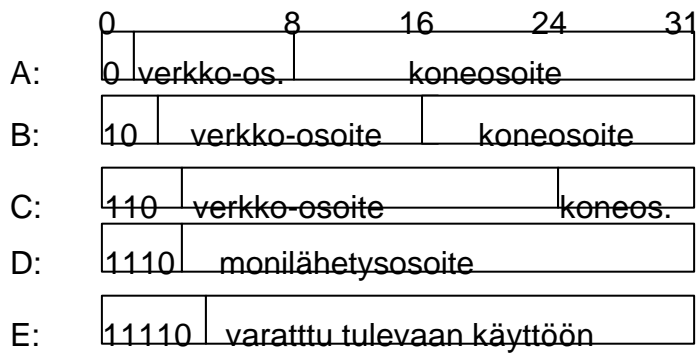 0 8 16 24 31
A: 0 verkko-os. koneosoite
B: 10 verkko-osoite koneosoite
C: 110 verkko-osoite koneos.
D: 1110 monilähetysosoite
E: 11110 varatttu tulevaan käyttöön